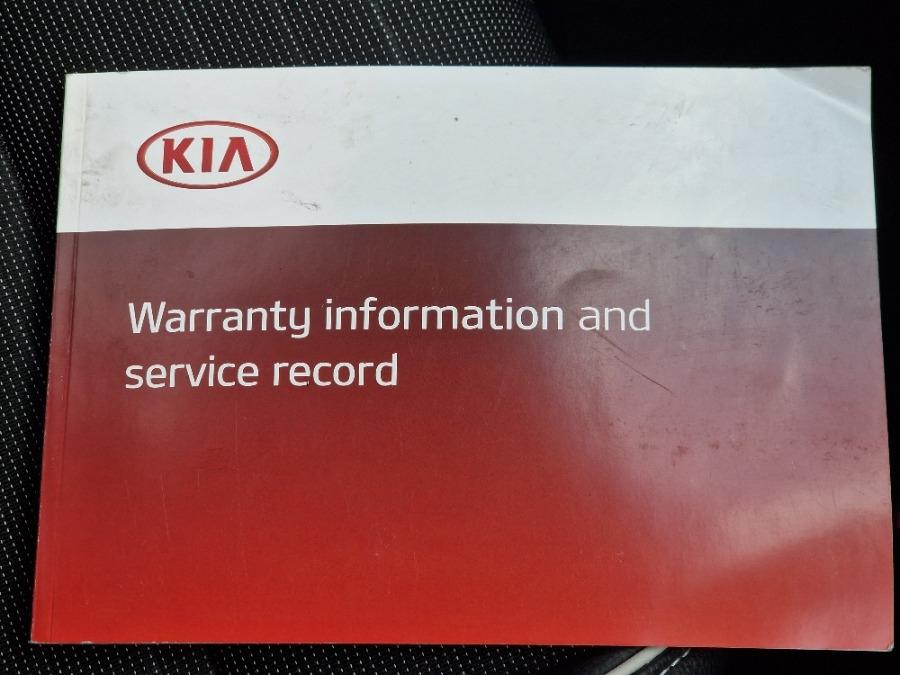 KIA
Warranty information and
service record